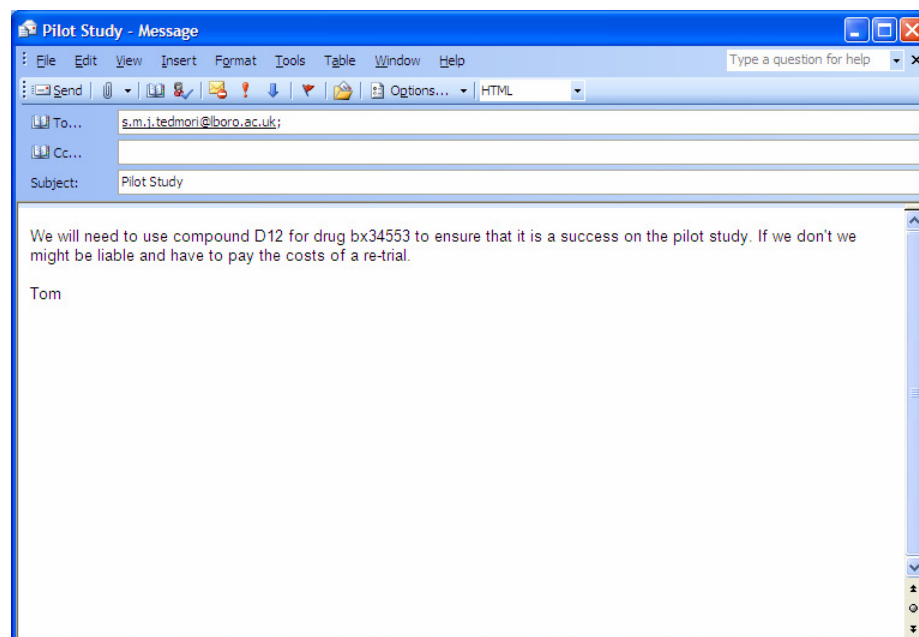 Pilot Study - Message
File Edit View Insert Format Tools Table Window Help Type a question for help
Send Options... HTML
To... s.m.j.tedmori@lboro.ac.uk;
Cc...
Subject: Pilot Study
We will need to use compound D12 for drug bx34553 to ensure that it is a success on the pilot study. If we don't we
might be liable and have to pay the costs of a re-trial.
Tom